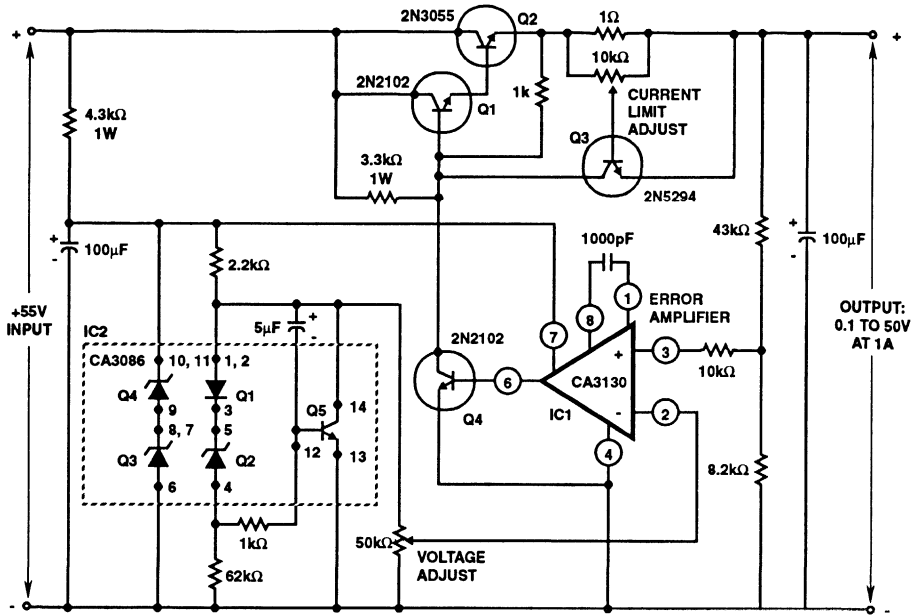 2N3055
Q2
1Ω
+
+
10kΩ
2N2102
Q1
1k
CURRENT
LIMIT
ADJUST
4.3kΩ
1W
Q3
3.3kΩ
1W
2N5294
+
100μF
-
43kΩ
+
100μF
-
1000pF
2.2kΩ
+55V
INPUT
OUTPUT:
0.1 TO 50V
AT 1A
1
ERROR
AMPLIFIER
8
5μF
+
-
7
IC2
2N2102
+
3
CA3086
10, 11
1, 2
6
CA3130
10kΩ
Q4
Q1
Q5
14
Q4
IC1
-
2
9
3
8, 7
5
12
13
4
Q3
Q2
8.2kΩ
6
4
1kΩ
50kΩ
VOLTAGE
ADJUST
62kΩ
-
-